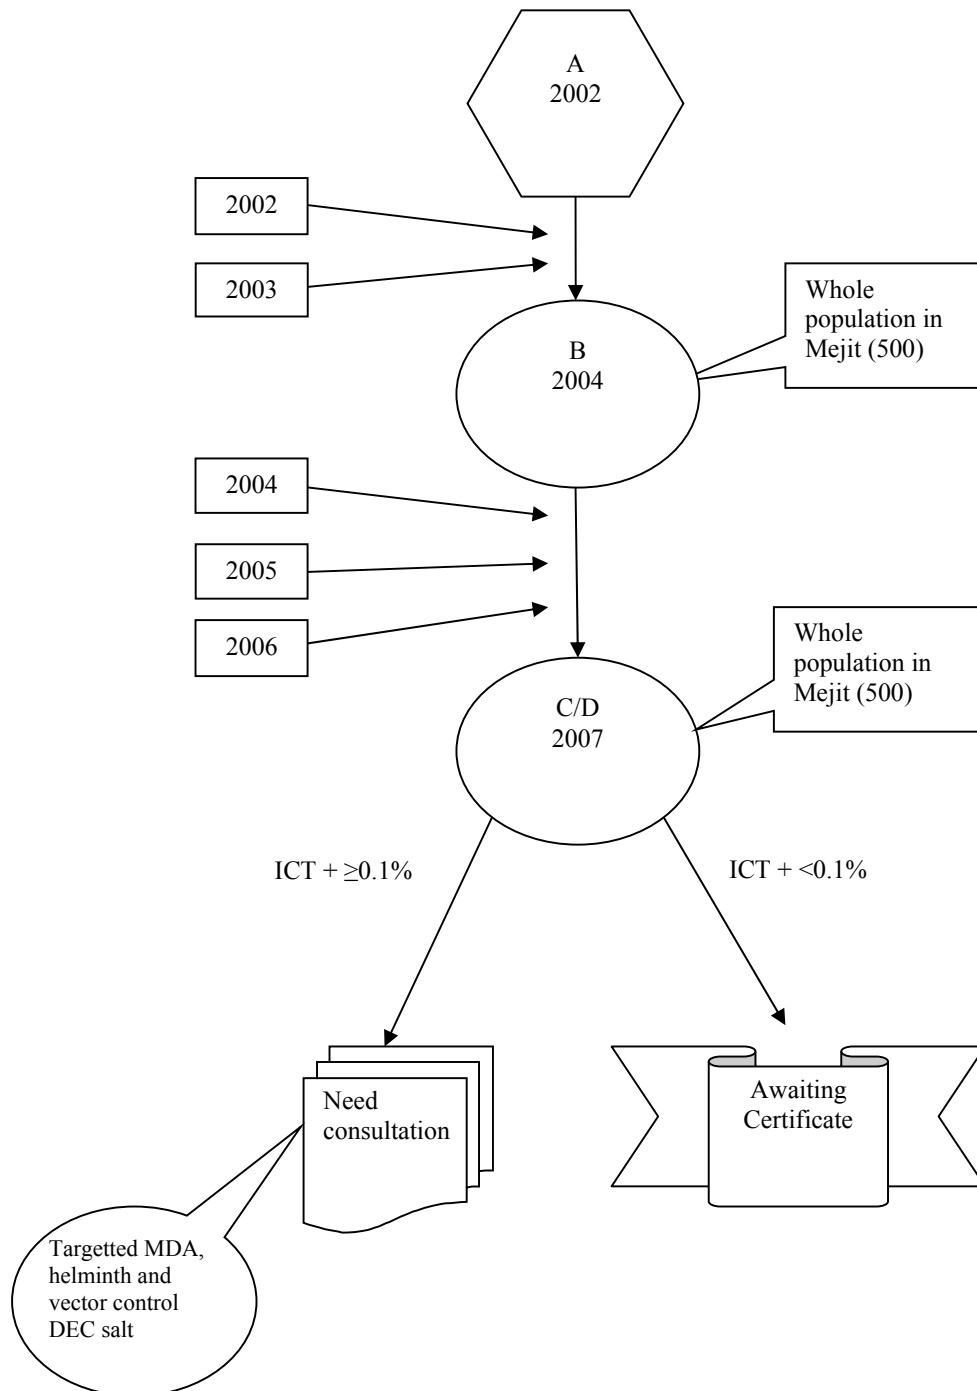 A
2002
2002
2003
Whole
population in
Mejit (500)
B
2004
2004
2005
2006
Whole
population in
Mejit (500)
C/D
2007
ICT + ≥0.1%
ICT + <0.1%
Need
consultation
Awaiting
Certificate
Targetted MDA,
helminth and
vector control
DEC salt